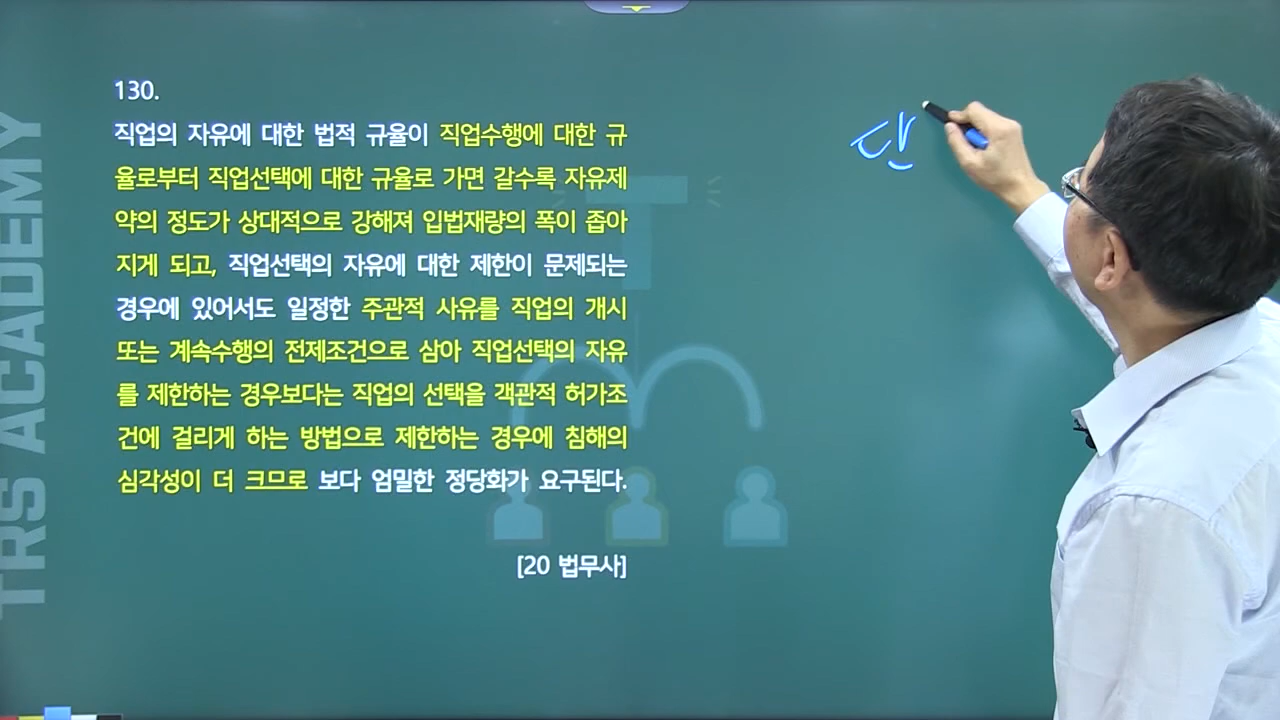 130.
직업의 자유에 대한 법적 규율이 직업수행에 대한 규
율로부터 직업선택에 대한 규율로 가면 갈수록 자유제
약의 정도가 상대적으로 강해져 입법재량의 폭이 좁아
지게 되고, 직업선택의 자유에 대한 제한이 문제되는
경우에 있어서도 일정한 주관적 사유를 직업의 개시
또는 계속수행의 전제조건으로 삼아 직업선택의 자유
를 제한하는 경우보다는 직업의 선택을 객관적 허가조
건에 걸리게 하는 방법으로 제한하는 경우에 침해의
심각성이 더 크므로 보다 엄밀한 정당화가 요구된다.
[20 법무사]
단
TRS ACADEMY